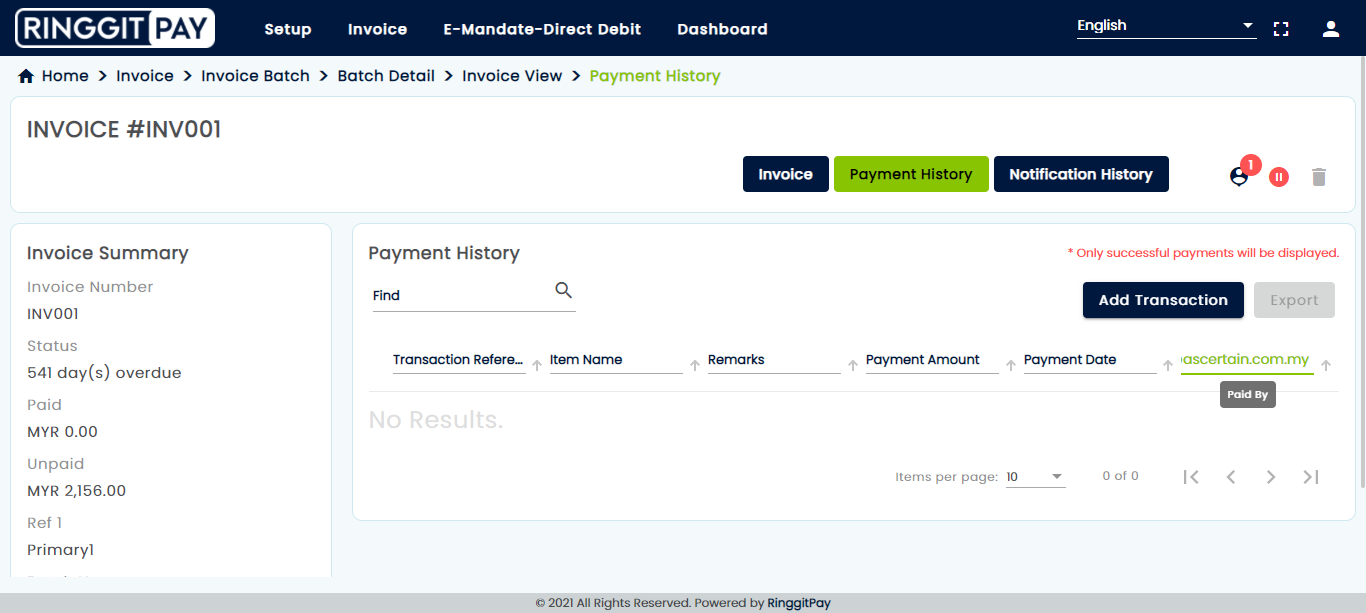 RINGGIT PAY
Setup Invoice E-Mandate-Direct Debit Dashboard English
Home > Invoice > Invoice Batch > Batch Detail > Invoice View > Payment History
INVOICE #INV001
Invoice Payment History Notification History 1
Invoice Summary
Invoice Number
INV001
Status
541 day(s) overdue
Paid
MYR 0.00
Unpaid
MYR 2,156.00
Ref 1
Primary1
Payment History
* Only successful payments will be displayed.
Find
Add Transaction Export
Transaction Refere... Item Name Remarks Payment Amount Payment Date ascertain.com.my
Paid By
No Results.
Items per page: 10 0 of 0
© 2021 All Rights Reserved. Powered by RinggitPay